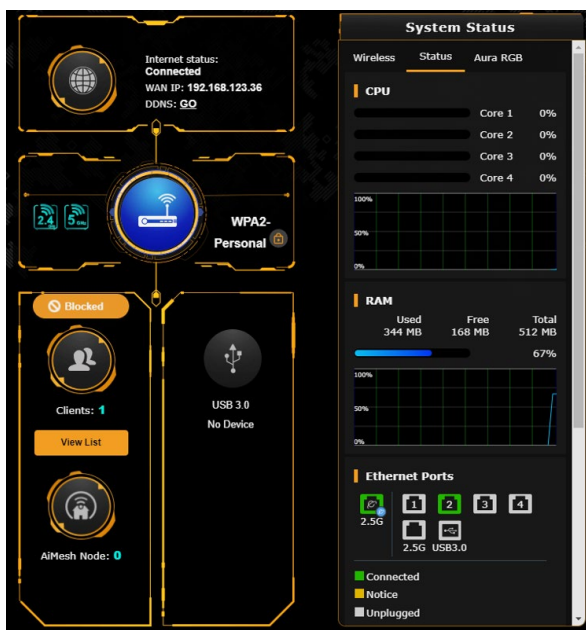 Internet status:
Connected
WAN IP: 192.168.123.36
DDNS: GO
2.4
GHz
5 GHz
WPA2-
Personal
Blocked
Clients: 1
View List
AiMesh Node: 0
USB 3.0
No Device
System Status
Wireless Status Aura RGB
CPU
Core 1 0%
Core 2 0%
Core 3 0%
Core 4 0%
100%
50%
0%
RAM
Used Free Total
344 MB 168 MB 512 MB
67%
100%
50%
0%
Ethernet Ports
1 2 3 4
2.5G
2.5G USB3.0
Connected
Notice
Unplugged